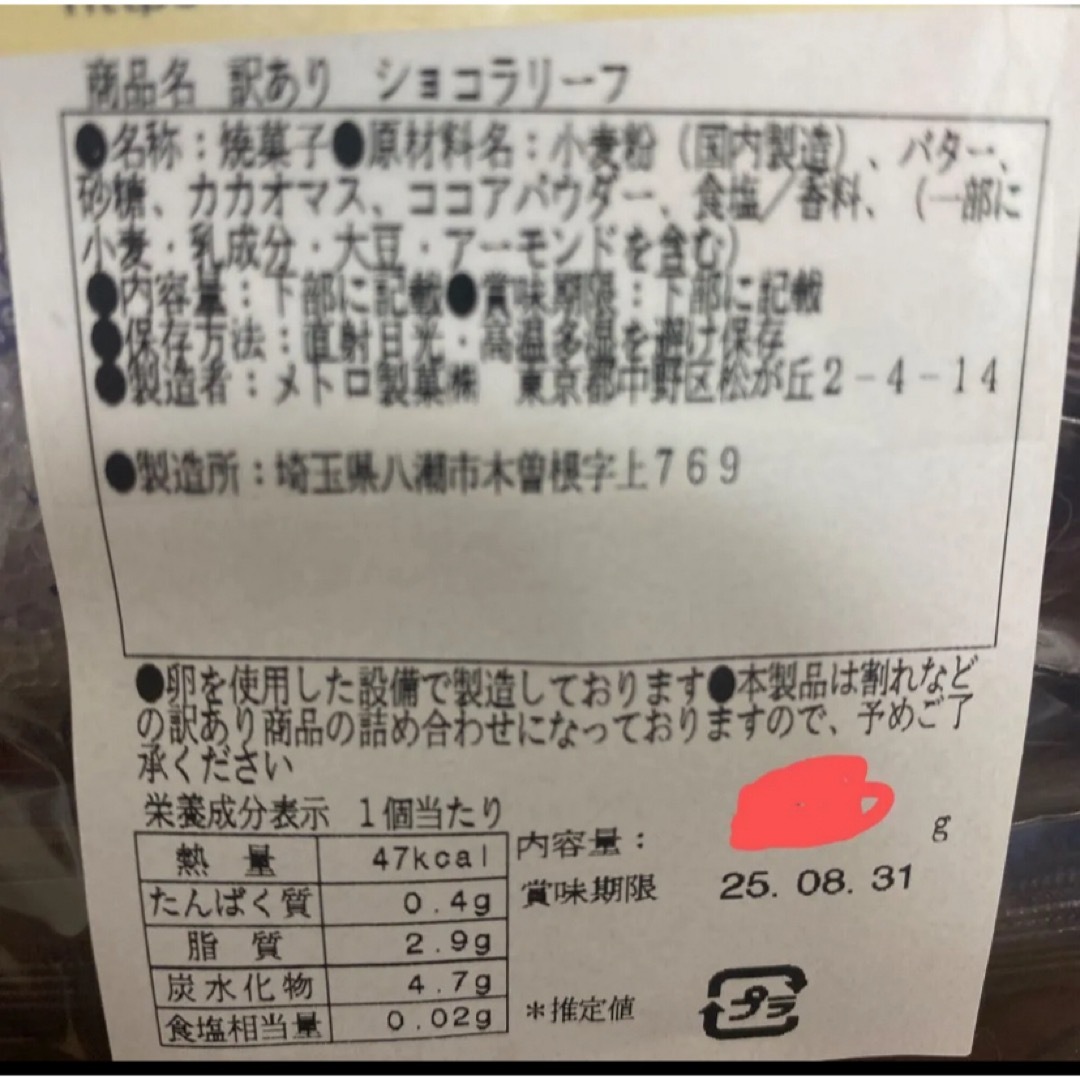 商品名 訳あり ショコラリーフ
●名称：焼菓子●原材料名：小麦粉（国内製造）、バター、
砂糖、カカオマス、ココアパウダー、食塩／香料、（一部に
小麦・乳成分・大豆・アーモンドを含む）
●内容量：下部に記載●賞味期限：下部に記載
●保存方法：直射日光・高温多湿を避け保存
●製造者：メトロ製菓㈱ 東京都中野区松が丘2-4-14
●製造所：埼玉県八潮市木曽根字上769
●卵を使用した設備で製造しております●本製品は割れなど
の訳あり商品の詰め合わせになっておりますので、予めご了
承ください
栄養成分表示 1個当たり
熱量 47kcal
たんぱく質 0.4g
脂質 2.9g
炭水化物 4.7g
食塩相当量 0.02g
内容量： g
賞味期限 25.08.31
＊推定値
プラ